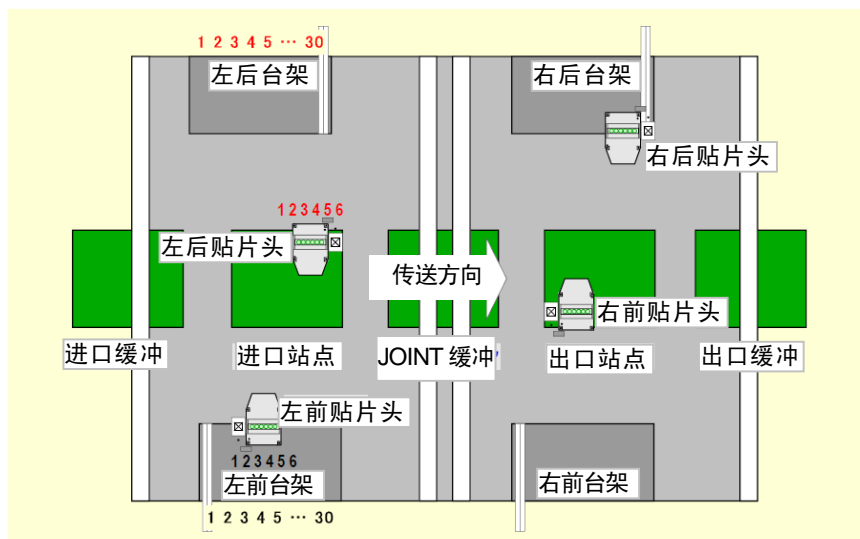 1 2 3 4 5 … 30
左后台架
右后台架
右后贴片头
1 2 3 4 5 6
左后贴片头
传送方向
右前贴片头
进口缓冲
进口站点
JOINT 缓冲
出口站点
出口缓冲
左前贴片头
1 2 3 4 5 6
左前台架
右前台架
1 2 3 4 5 … 30